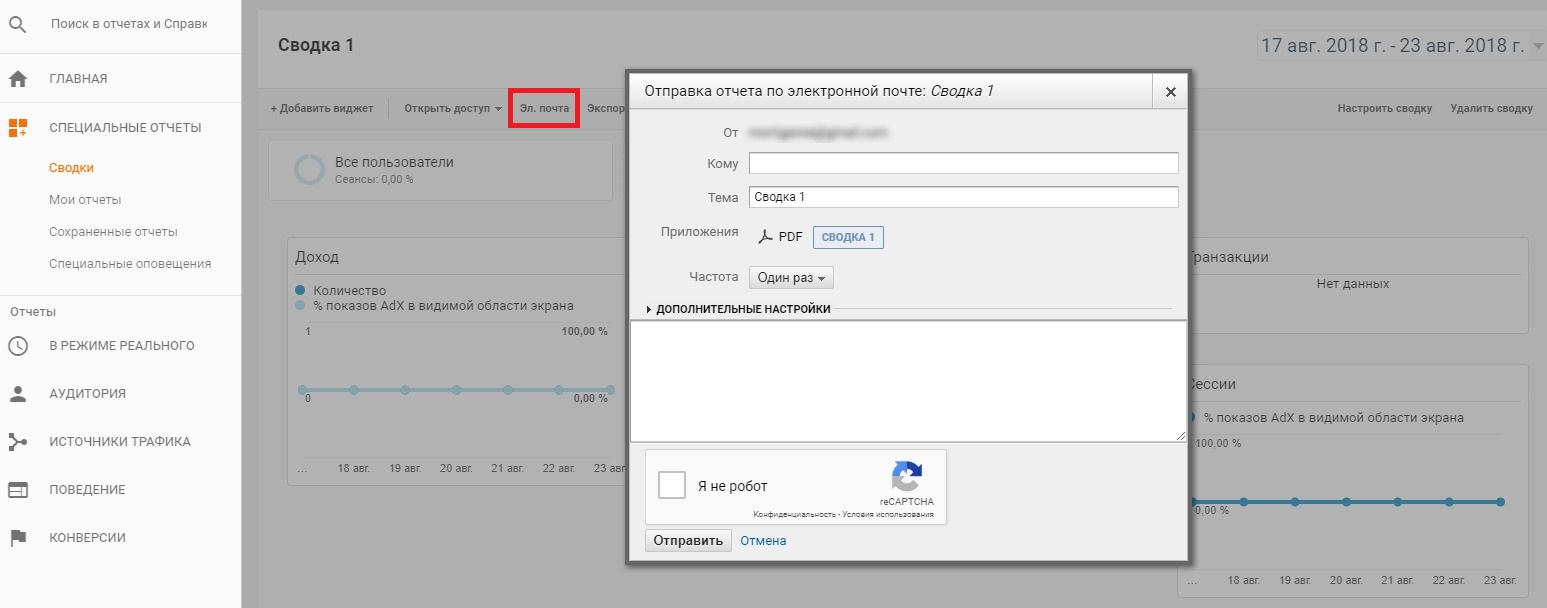 Поиск в отчетах и Справк
ГЛАВНАЯ
СПЕЦИАЛЬНЫЕ ОТЧЕТЫ
Сводки
Мои отчеты
Сохраненные отчеты
Специальные оповещения
Отчеты
В РЕЖИМЕ РЕАЛЬНОГО
АУДИТОРИЯ
ИСТОЧНИКИ ТРАФИКА
ПОВЕДЕНИЕ
КОНВЕРСИИ
Сводка 1
17 авг. 2018 г. - 23 авг. 2018 г.
+ Добавить виджет Открыть доступ Эл. почта Экспор
Настроить сводку Удалить сводку
Все пользователи
Сеансы: 0,00 %
Доход
Количество
% показов AdX в видимой области экрана
1 100,00 %
0 0,00 %
... 18 авг. 19 авг. 20 авг. 21 авг. 22 авг. 23 авг
Отправка отчета по электронной почте: Сводка 1
От
Кому
Тема Сводка 1
Приложения PDF СВОДКА 1
Частота Один раз
ДОПОЛНИТЕЛЬНЫЕ НАСТРОЙКИ
Я не робот
reCAPTCHA
Конфиденциальность - Условия использования
Отправить Отмена
Транзакции
Нет данных
Сессии
% показов AdX в видимой области экрана
100,00 %
0,00 %
... 18 авг. 19 авг. 20 авг. 21 авг. 22 авг. 23 авг.